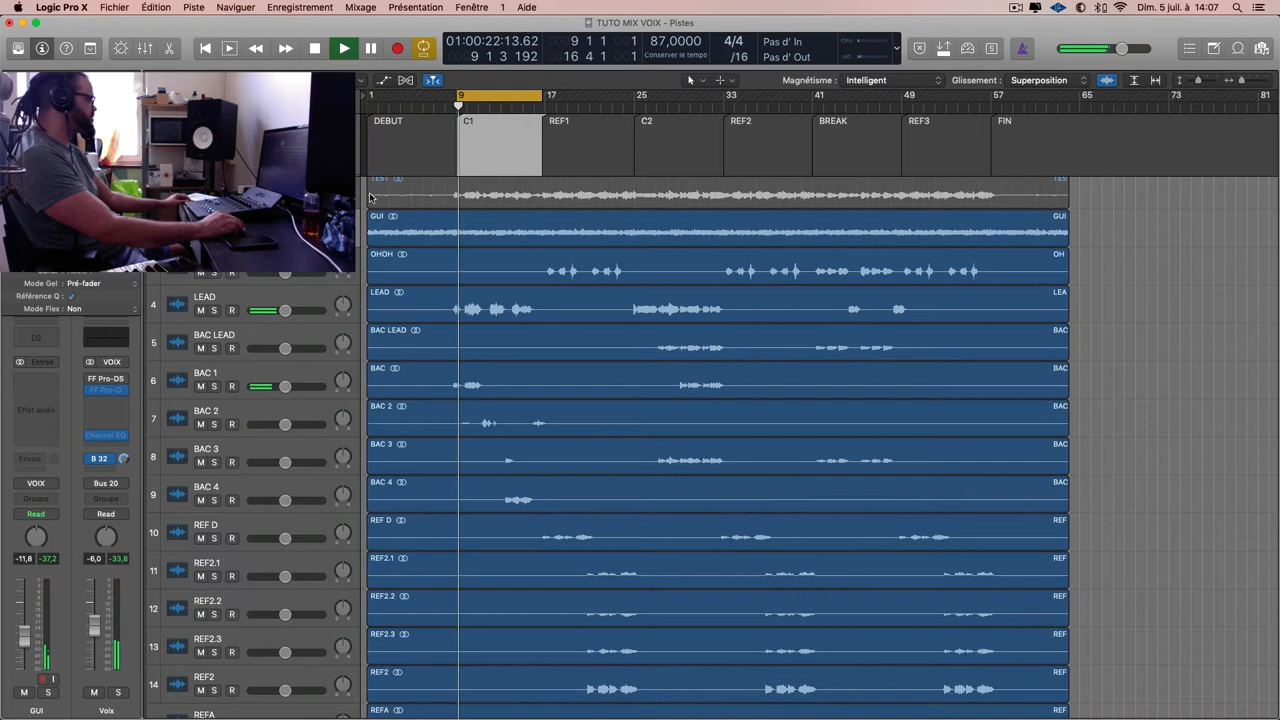 Logic Pro X Fichier Édition Piste Naviguer Enregistrement Mixage Présentation Fenêtre 1 Aide Dim. 5 juil. à 14:07
TUTO MIX VOIX - Pistes
01:00:22:13.62 9 1 1 1 87,0000 4/4 Pas d' In CPU
9 1 3 192 16 4 1 1 Conserver le tempo /16 Pas d'Out
Magnétisme : Intelligent Glissement : Superposition
1 9 17 25 33 41 49 57 65 73 81
DEBUT C1 REF1 C2 REF2 BREAK REF3 FIN
TEST TES
GUI GUI
OHOH OH
Mode Gel : Pré-fader
Référence Q :
Mode Flex : Non
4 LEAD M S R LEAD LEA
5 BAC LEAD M S R BAC LEAD BAC
6 BAC 1 M S R BAC BAC
7 BAC 2 M S R BAC 2 BAC
8 BAC 3 M S R BAC 3 BAC
9 BAC 4 M S R BAC 4 BAC
10 REF D M S R REF D REF
11 REF2.1 M S R REF2.1 REF
12 REF2.2 M S R REF2.2 REF
13 REF2.3 M S R REF2.3 REF
14 REF2 M S R REF2 REF
REFA REFA REF
EQ
Entrée VOIX
FF Pro-DS
FF Pro-Q
Effet audio
Channel EQ
Envois B 32
VOIX Bus 20
Groupe Groupe
Read Read
-11,8 -37,2 -6,0 -33,8
R I
M S M S
GUI Voix